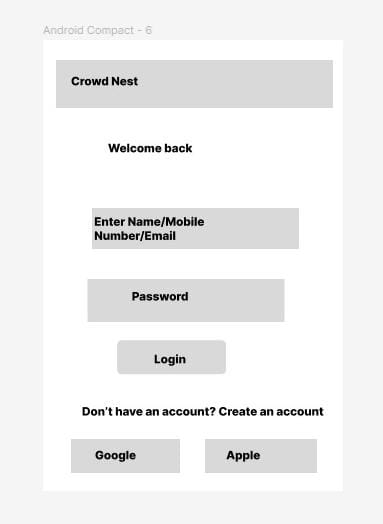 Android Compact - 6
Crowd Nest
Welcome back
Enter Name/Mobile
Number/Email
Password
Login
Don't have an account? Create an account
Google
Apple